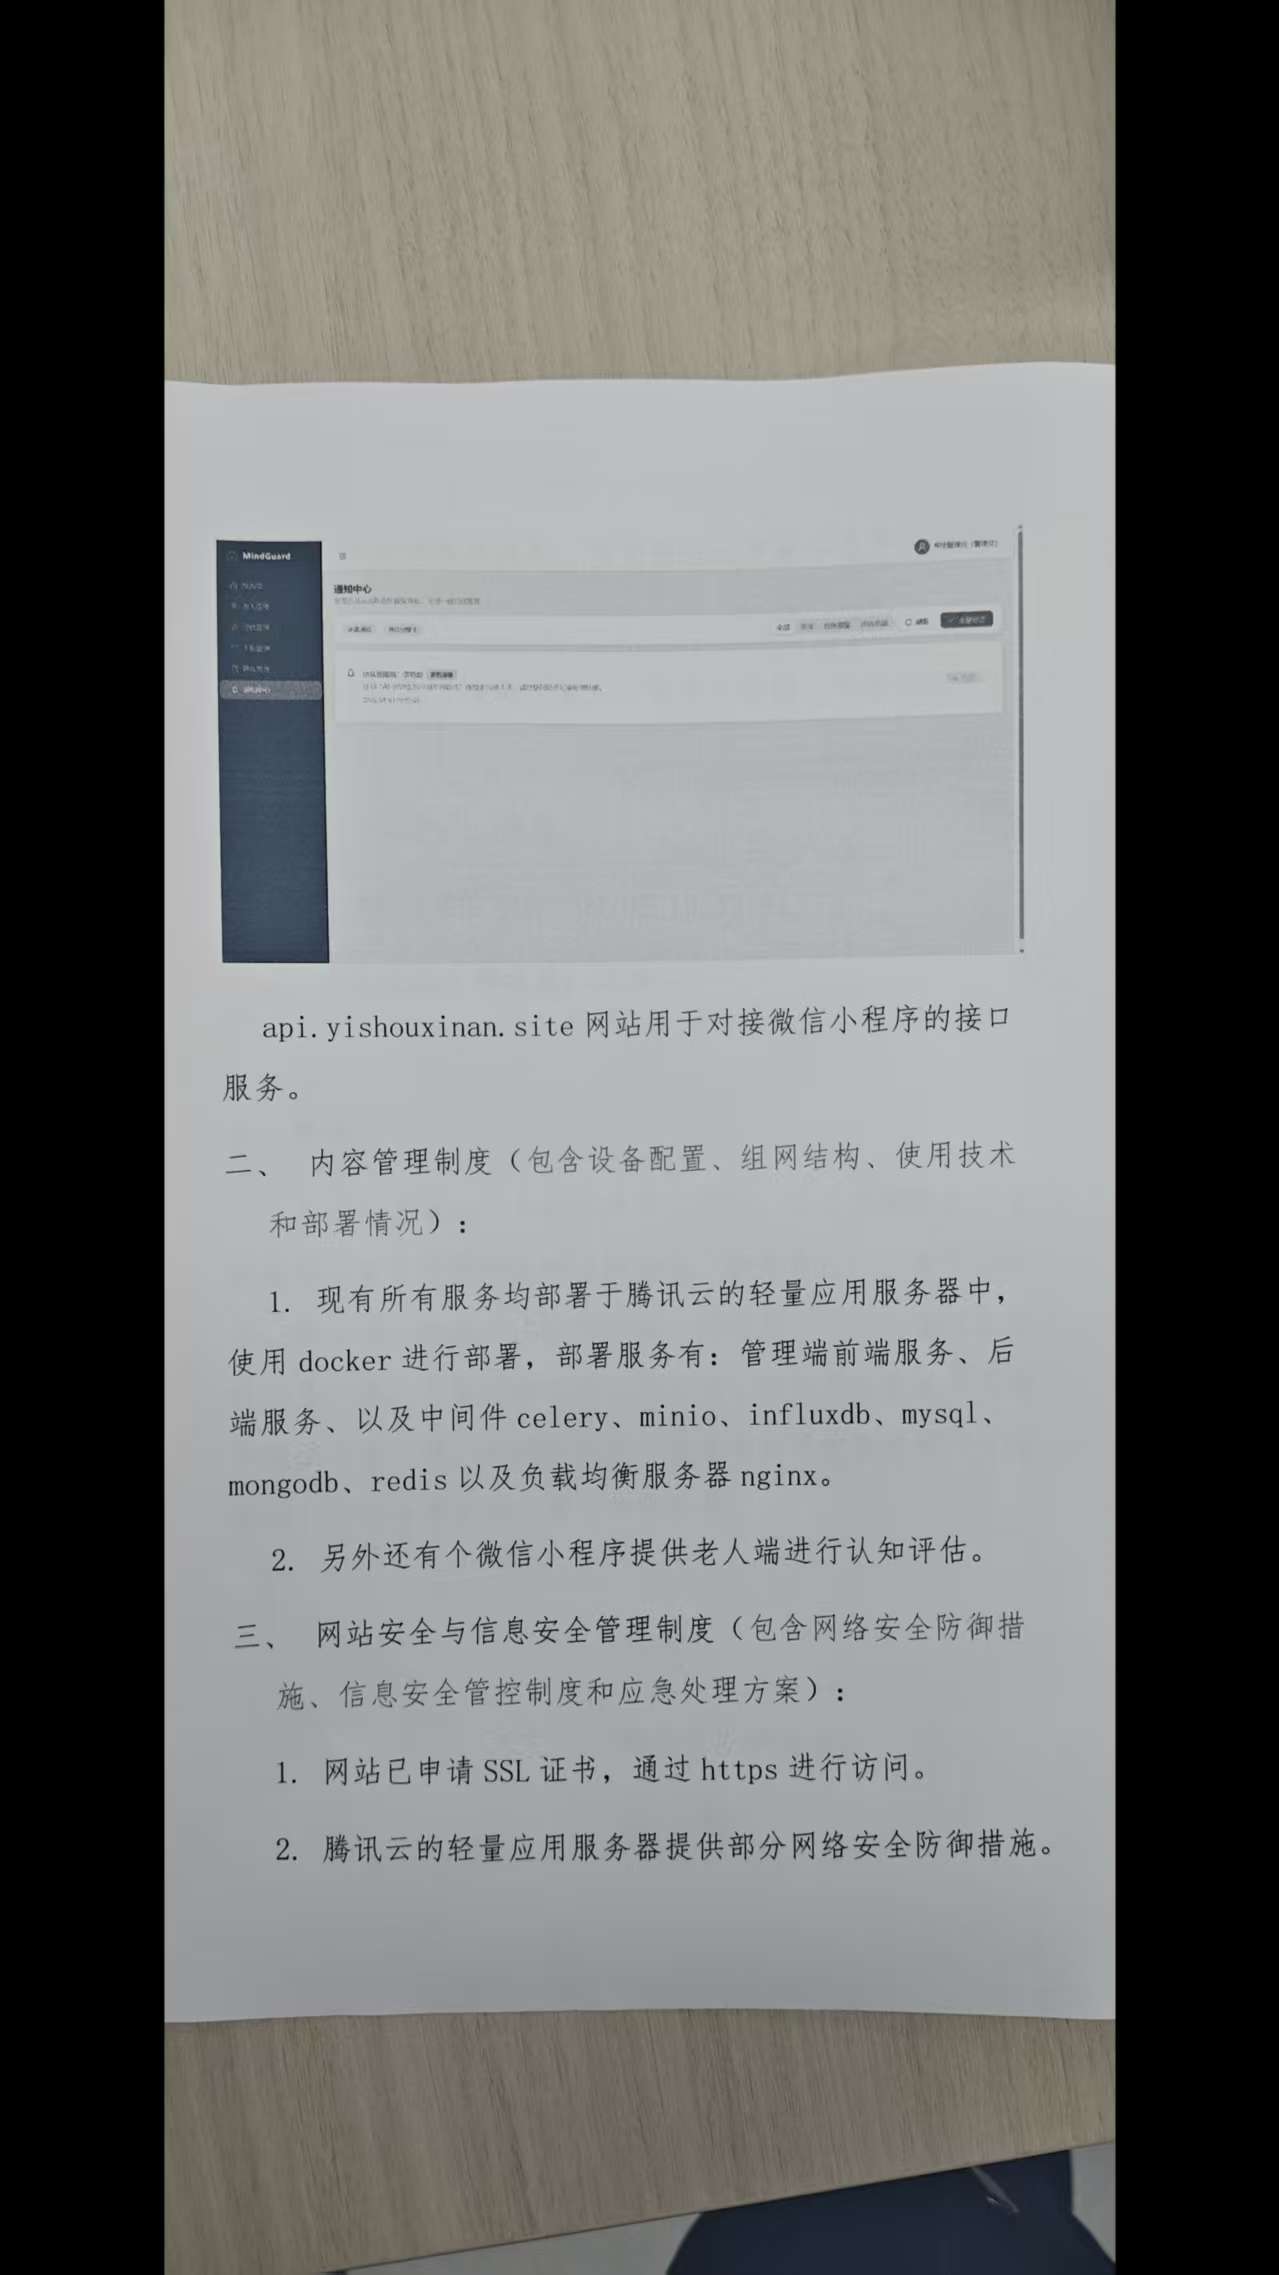 MindGuard
通知中心
全部
api.yishouxinan.site 网站用于对接微信小程序的接口
服务。
二、 内容管理制度（包含设备配置、组网结构、使用技术
和部署情况）：
1. 现有所有服务均部署于腾讯云的轻量应用服务器中，
使用 docker 进行部署，部署服务有：管理端前端服务、后
端服务、以及中间件 celery、minio、influxdb、mysql、
mongodb、redis 以及负载均衡服务器 nginx。
2. 另外还有个微信小程序提供老人端进行认知评估。
三、 网站安全与信息安全管理制度（包含网络安全防御措
施、信息安全管控制度和应急处理方案）：
1. 网站已申请 SSL 证书，通过 https 进行访问。
2. 腾讯云的轻量应用服务器提供部分网络安全防御措施。